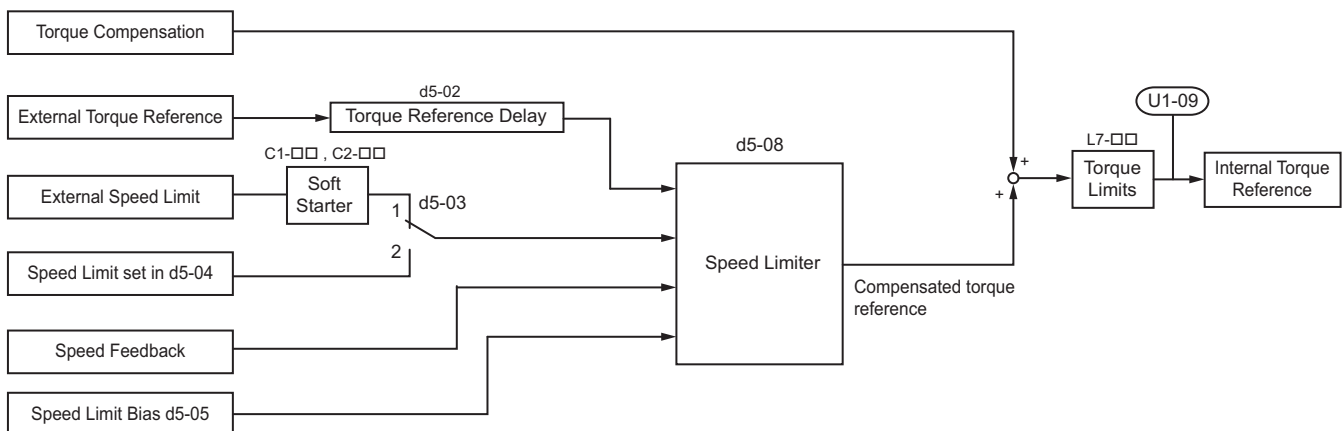 Torque Compensation
External Torque Reference
d5-02
Torque Reference Delay
C1-□□ , C2-□□
External Speed Limit
Soft
Starter
1
d5-03
2
Speed Limit set in d5-04
Speed Feedback
Speed Limit Bias d5-05
d5-08
Speed Limiter
Compensated torque
reference
+
+
L7-□□
Torque
Limits
U1-09
Internal Torque
Reference